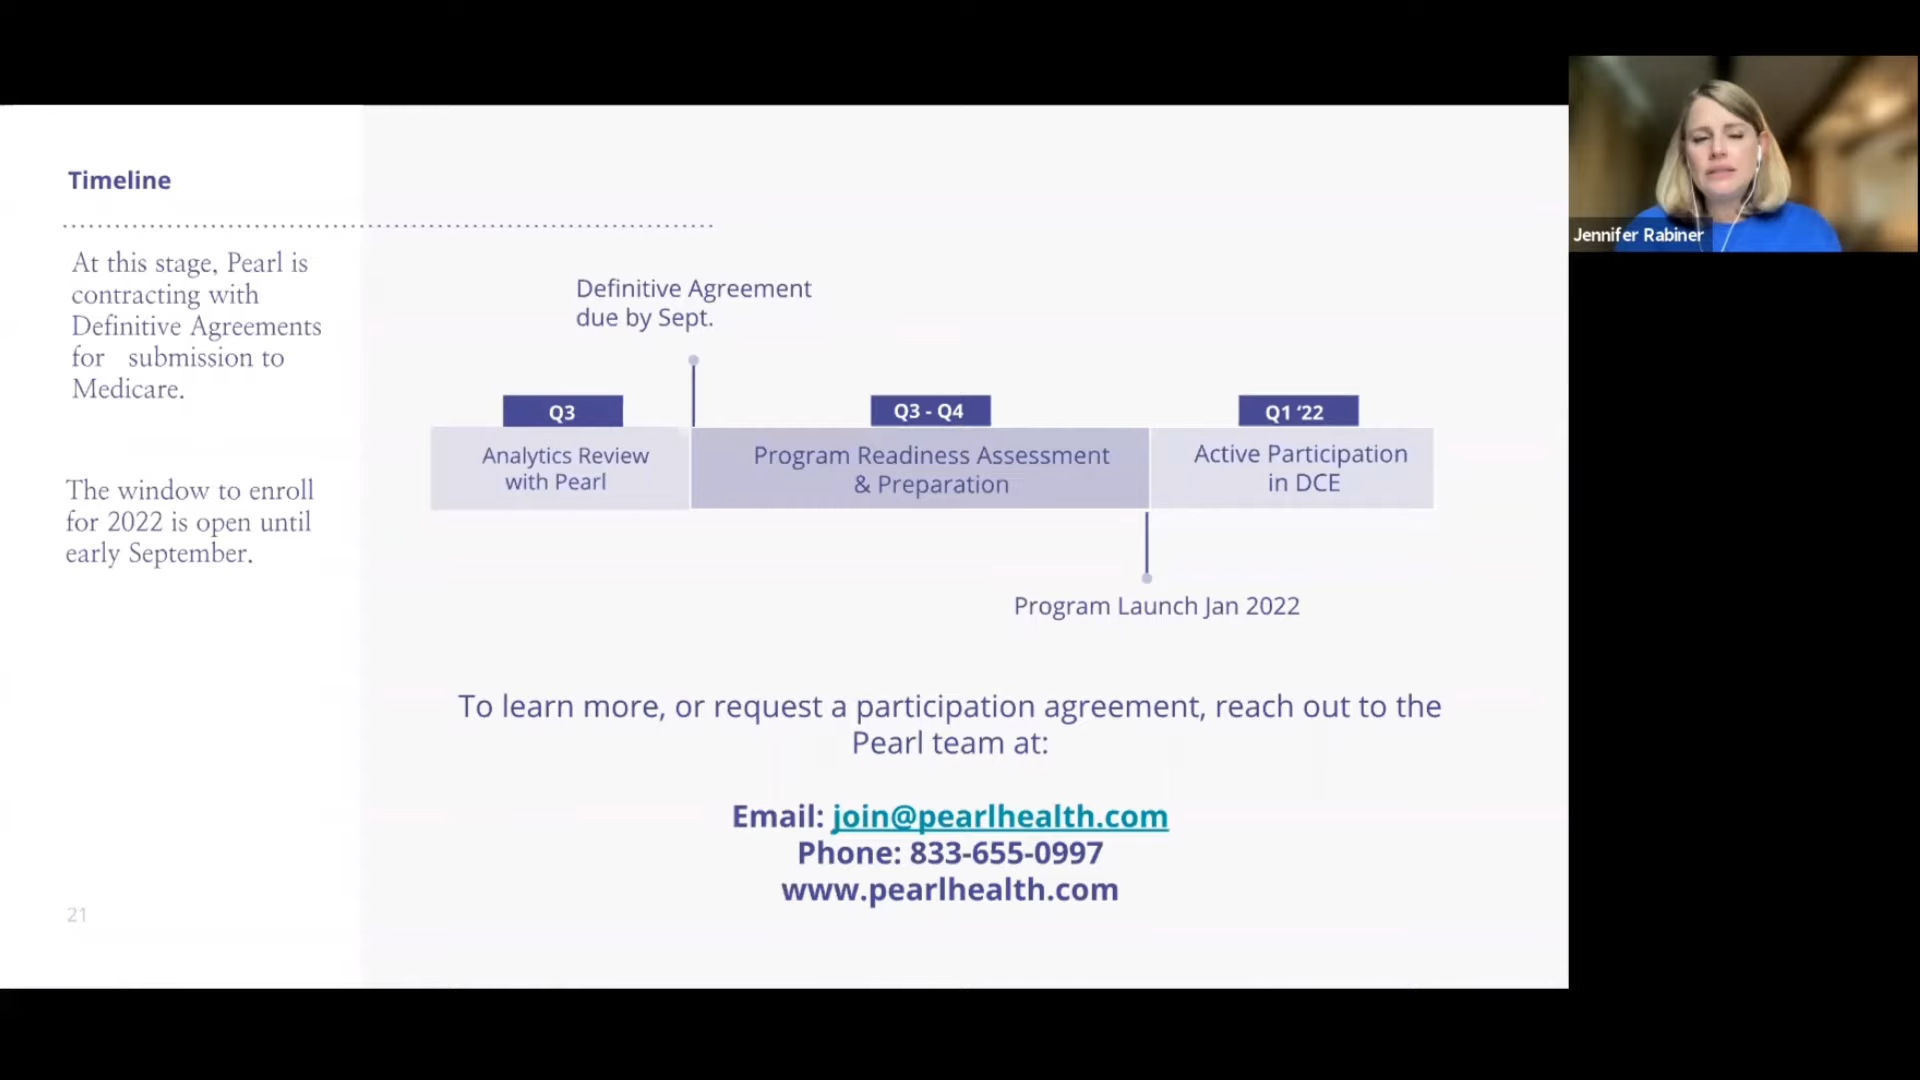 Timeline
At this stage, Pearl is
contracting with
Definitive Agreements
for submission to
Medicare.
The window to enroll
for 2022 is open until
early September.
Definitive Agreement
due by Sept.
Q3
Analytics Review
with Pearl
Q3 - Q4
Program Readiness Assessment
& Preparation
Q1 ‘22
Active Participation
in DCE
Program Launch Jan 2022
To learn more, or request a participation agreement, reach out to the
Pearl team at:
Email: join@pearlhealth.com
Phone: 833-655-0997
www.pearlhealth.com
21
Jennifer Rabiner